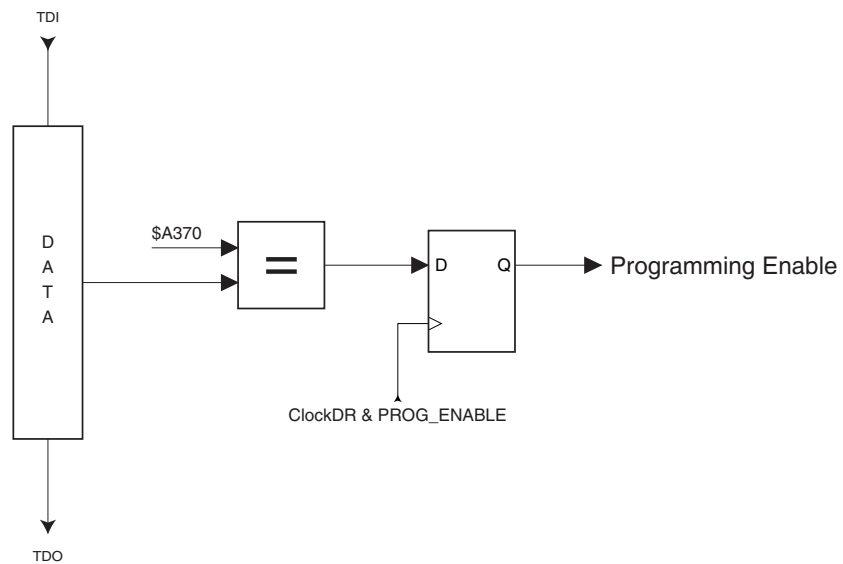 TDI
D
A
T
A
$A370
=
D
Q
Programming Enable
ClockDR & PROG_ENABLE
TDO